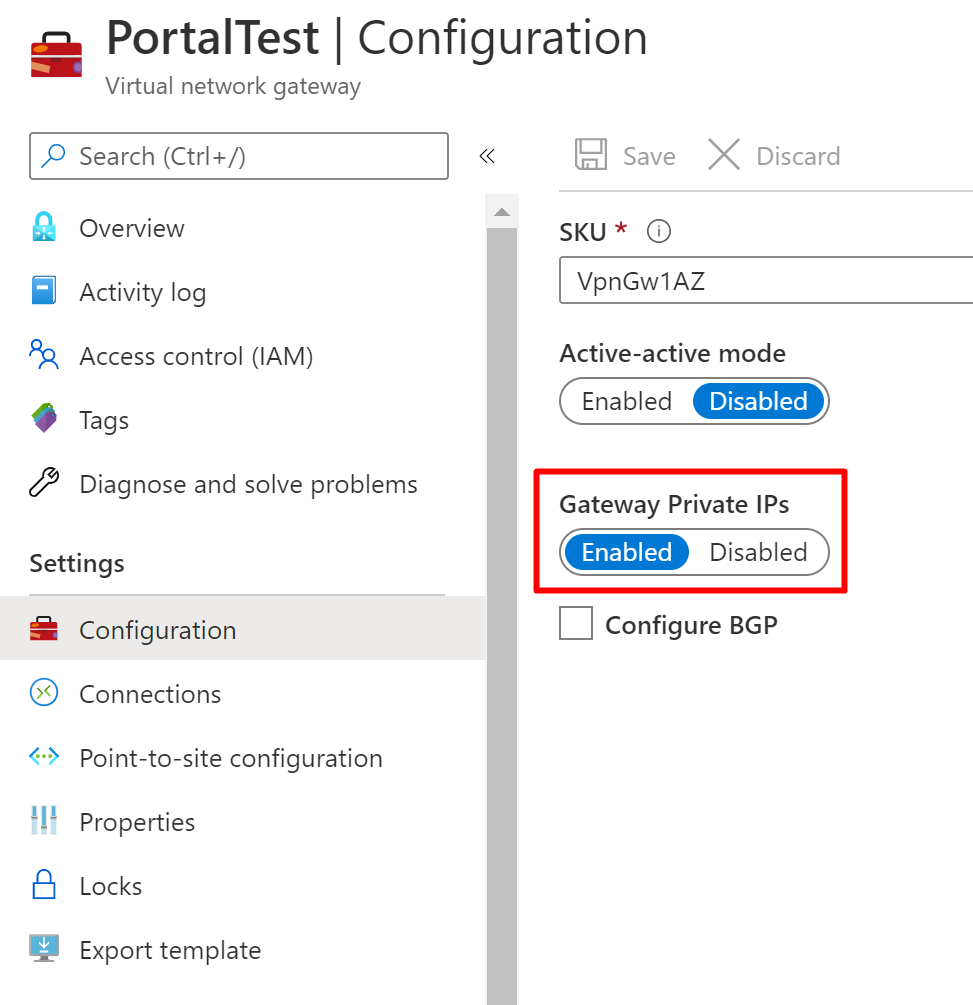 PortalTest | Configuration
Virtual network gateway
Search (Ctrl+/)
«
Overview
Activity log
Access control (IAM)
Tags
Diagnose and solve problems
Settings
Configuration
Connections
Point-to-site configuration
Properties
Locks
Export template
Save Discard
SKU *
VpnGw1AZ
Active-active mode
Enabled Disabled
Gateway Private IPs
Enabled Disabled
Configure BGP